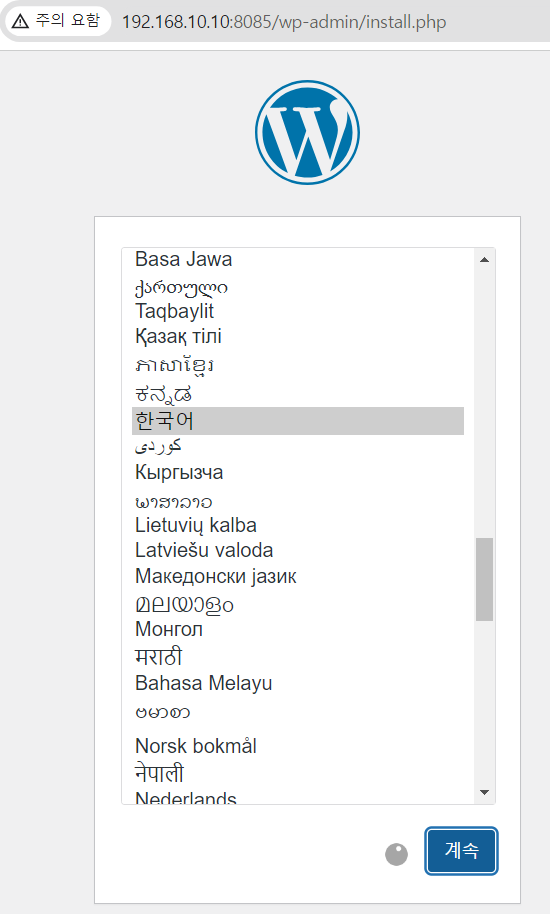 주의 요함 192.168.10.10:8085/wp-admin/install.php
W
Basa Jawa
ქართული
Taqbaylit
Қазақ тілі
ភាសាខ្មែរ
ಕನ್ನಡ
한국어
كوردی
Кыргызча
ພາສາລາວ
Lietuvių kalba
Latviešu valoda
Македонски јазик
മലയാളം
Монгол
मराठी
Bahasa Melayu
ဗမာစာ
Norsk bokmål
नेपाली
Nederlands
계속